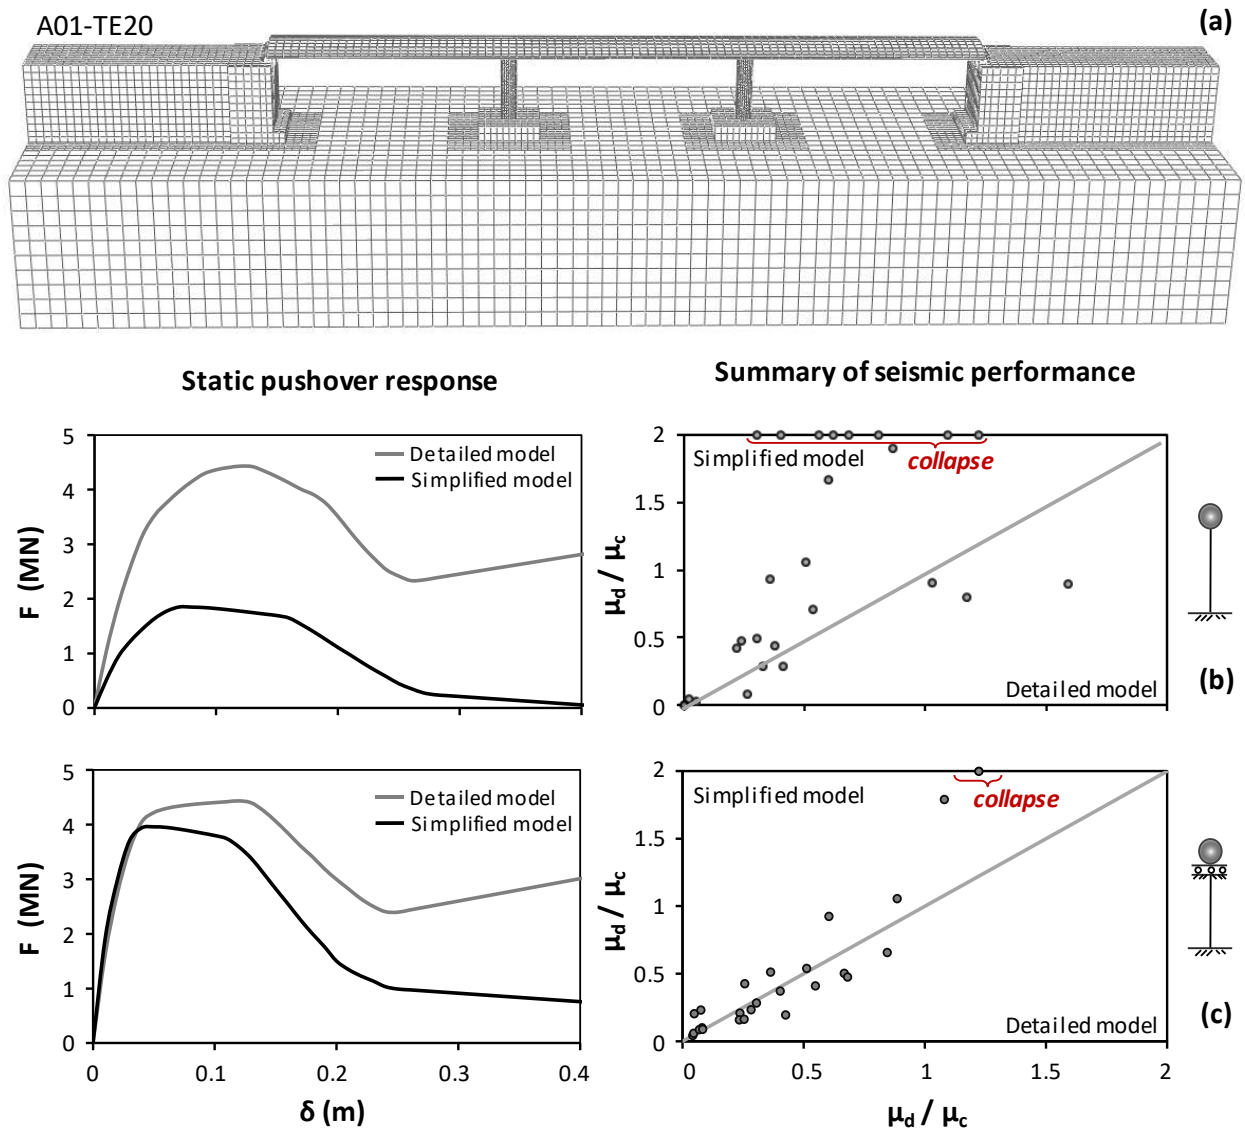 A01-TE20
(a)
Static pushover response
Summary of seismic performance
5
4
3
2
1
0
F (MN)
Detailed model
Simplified model
2
1.5
1
0.5
0
μd / μc
Simplified model
collapse
Detailed model
(b)
5
4
3
2
1
0
F (MN)
Detailed model
Simplified model
0
0.1
0.2
0.3
0.4
δ (m)
2
1.5
1
0.5
0
μd / μc
Simplified model
collapse
Detailed model
(c)
0
0.5
1
1.5
2
μd / μc